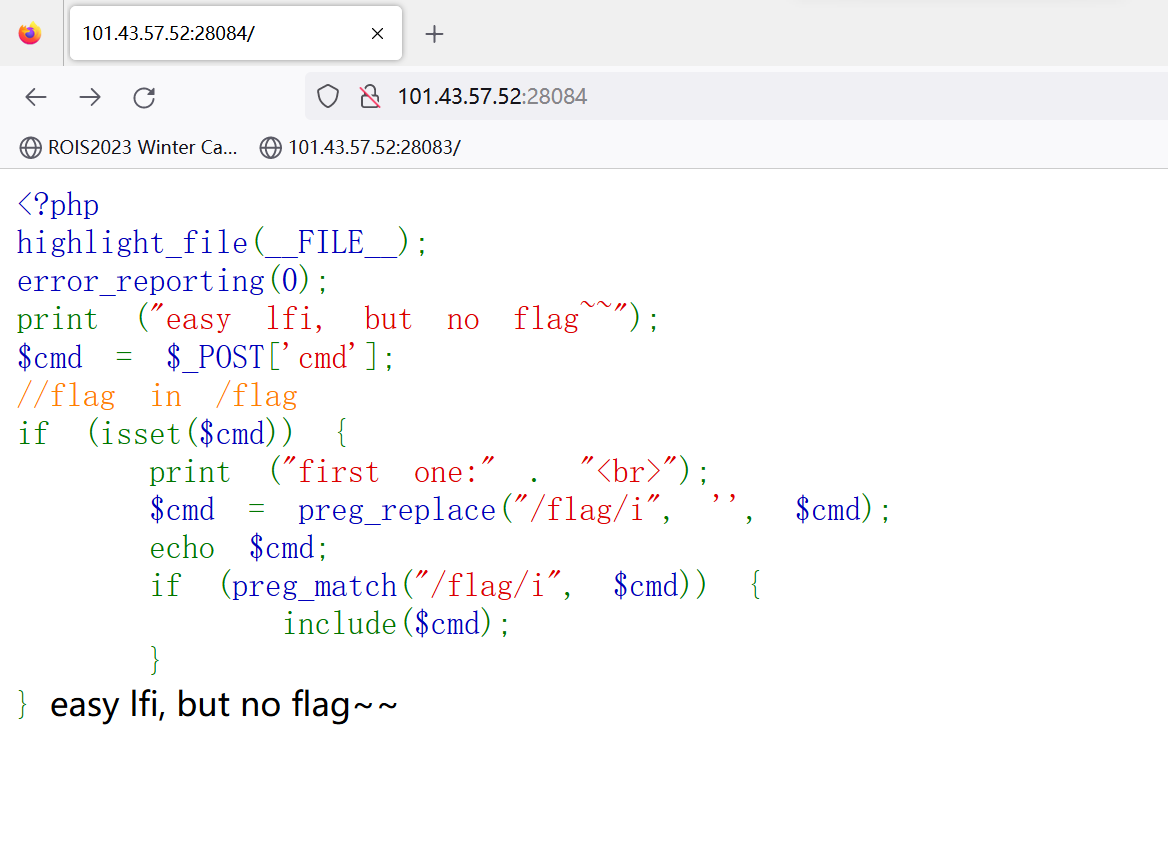 101.43.57.52:28084/
101.43.57.52:28084
ROIS2023 Winter Ca... 101.43.57.52:28083/
<?php
highlight_file(__FILE__);
error_reporting(0);
print ("easy lfi, but no flag~~");
$cmd = $_POST['cmd'];
//flag in /flag
if (isset($cmd)) {
print ("first one:" . "<br>");
$cmd = preg_replace("/flag/i", '', $cmd);
echo $cmd;
if (preg_match("/flag/i", $cmd)) {
include($cmd);
}
} easy lfi, but no flag~~